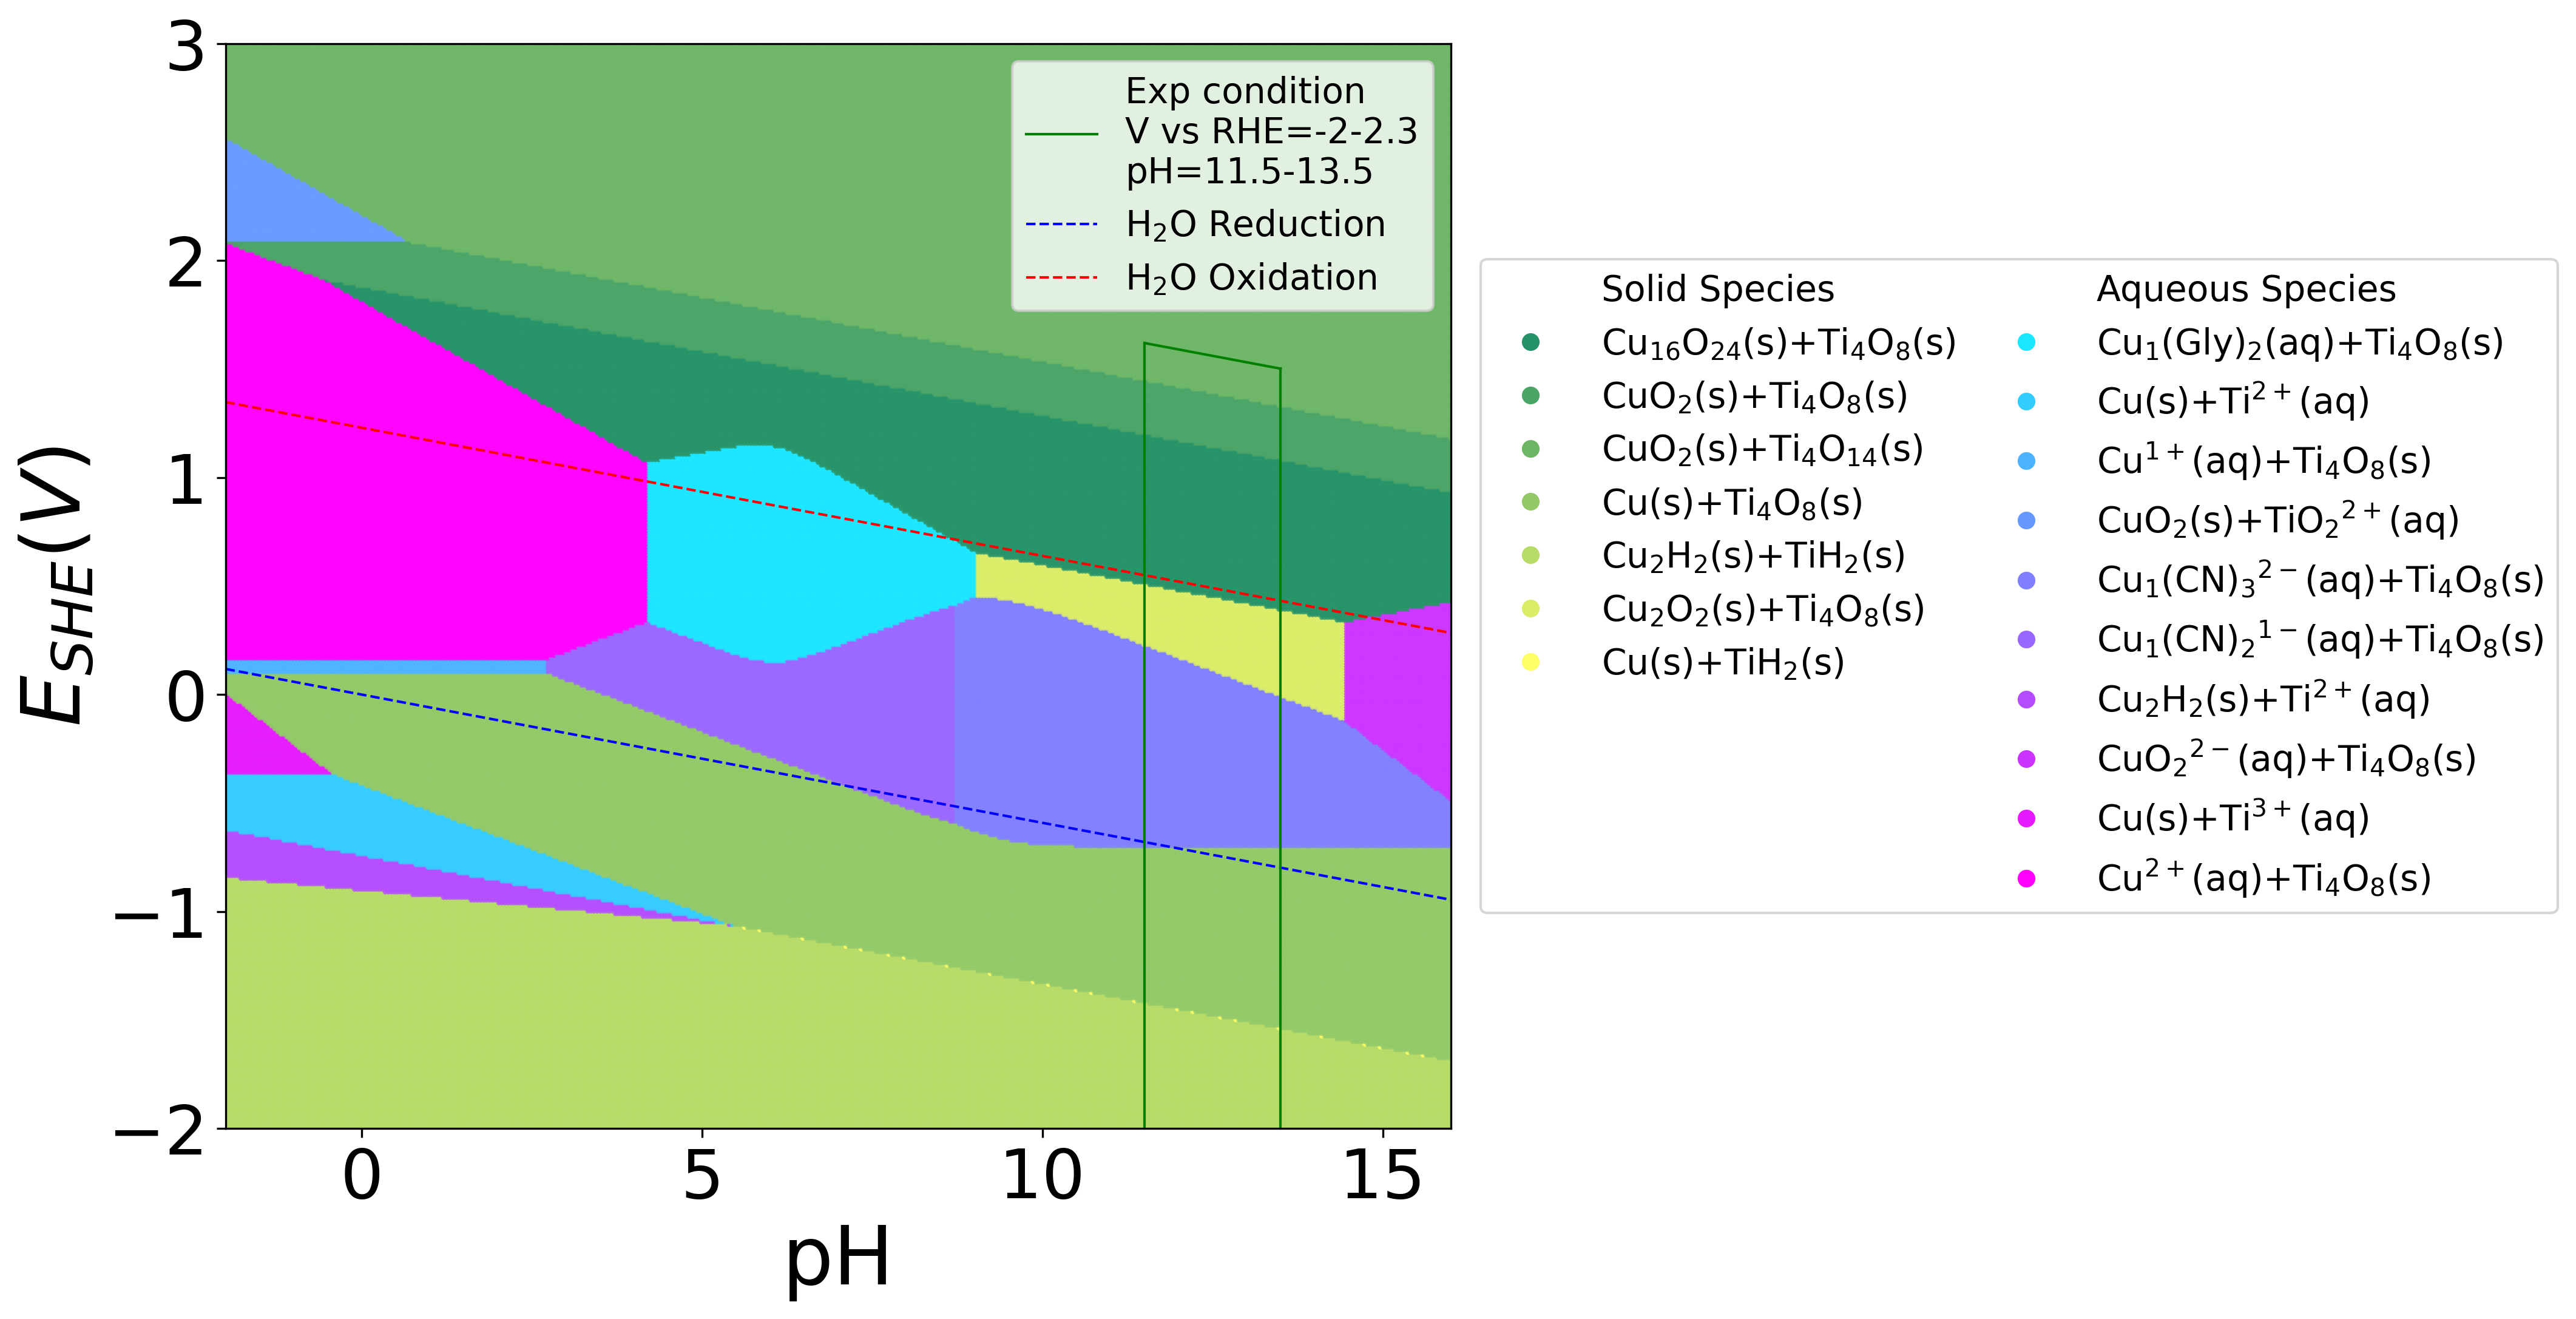 3
2
1
0
−1
−2
E_SHE(V)
0
5
10
15
pH
Exp condition
V vs RHE=-2-2.3
pH=11.5-13.5
H₂O Reduction
H₂O Oxidation
Solid Species
Cu₁₆O₂₄(s)+Ti₄O₈(s)
CuO₂(s)+Ti₄O₈(s)
CuO₂(s)+Ti₄O₁₄(s)
Cu(s)+Ti₄O₈(s)
Cu₂H₂(s)+TiH₂(s)
Cu₂O₂(s)+Ti₄O₈(s)
Cu(s)+TiH₂(s)
Aqueous Species
Cu₁(Gly)₂(aq)+Ti₄O₈(s)
Cu(s)+Ti²⁺(aq)
Cu¹⁺(aq)+Ti₄O₈(s)
CuO₂(s)+TiO₂²⁺(aq)
Cu₁(CN)₃²⁻(aq)+Ti₄O₈(s)
Cu₁(CN)₂¹⁻(aq)+Ti₄O₈(s)
Cu₂H₂(s)+Ti²⁺(aq)
CuO₂²⁻(aq)+Ti₄O₈(s)
Cu(s)+Ti³⁺(aq)
Cu²⁺(aq)+Ti₄O₈(s)